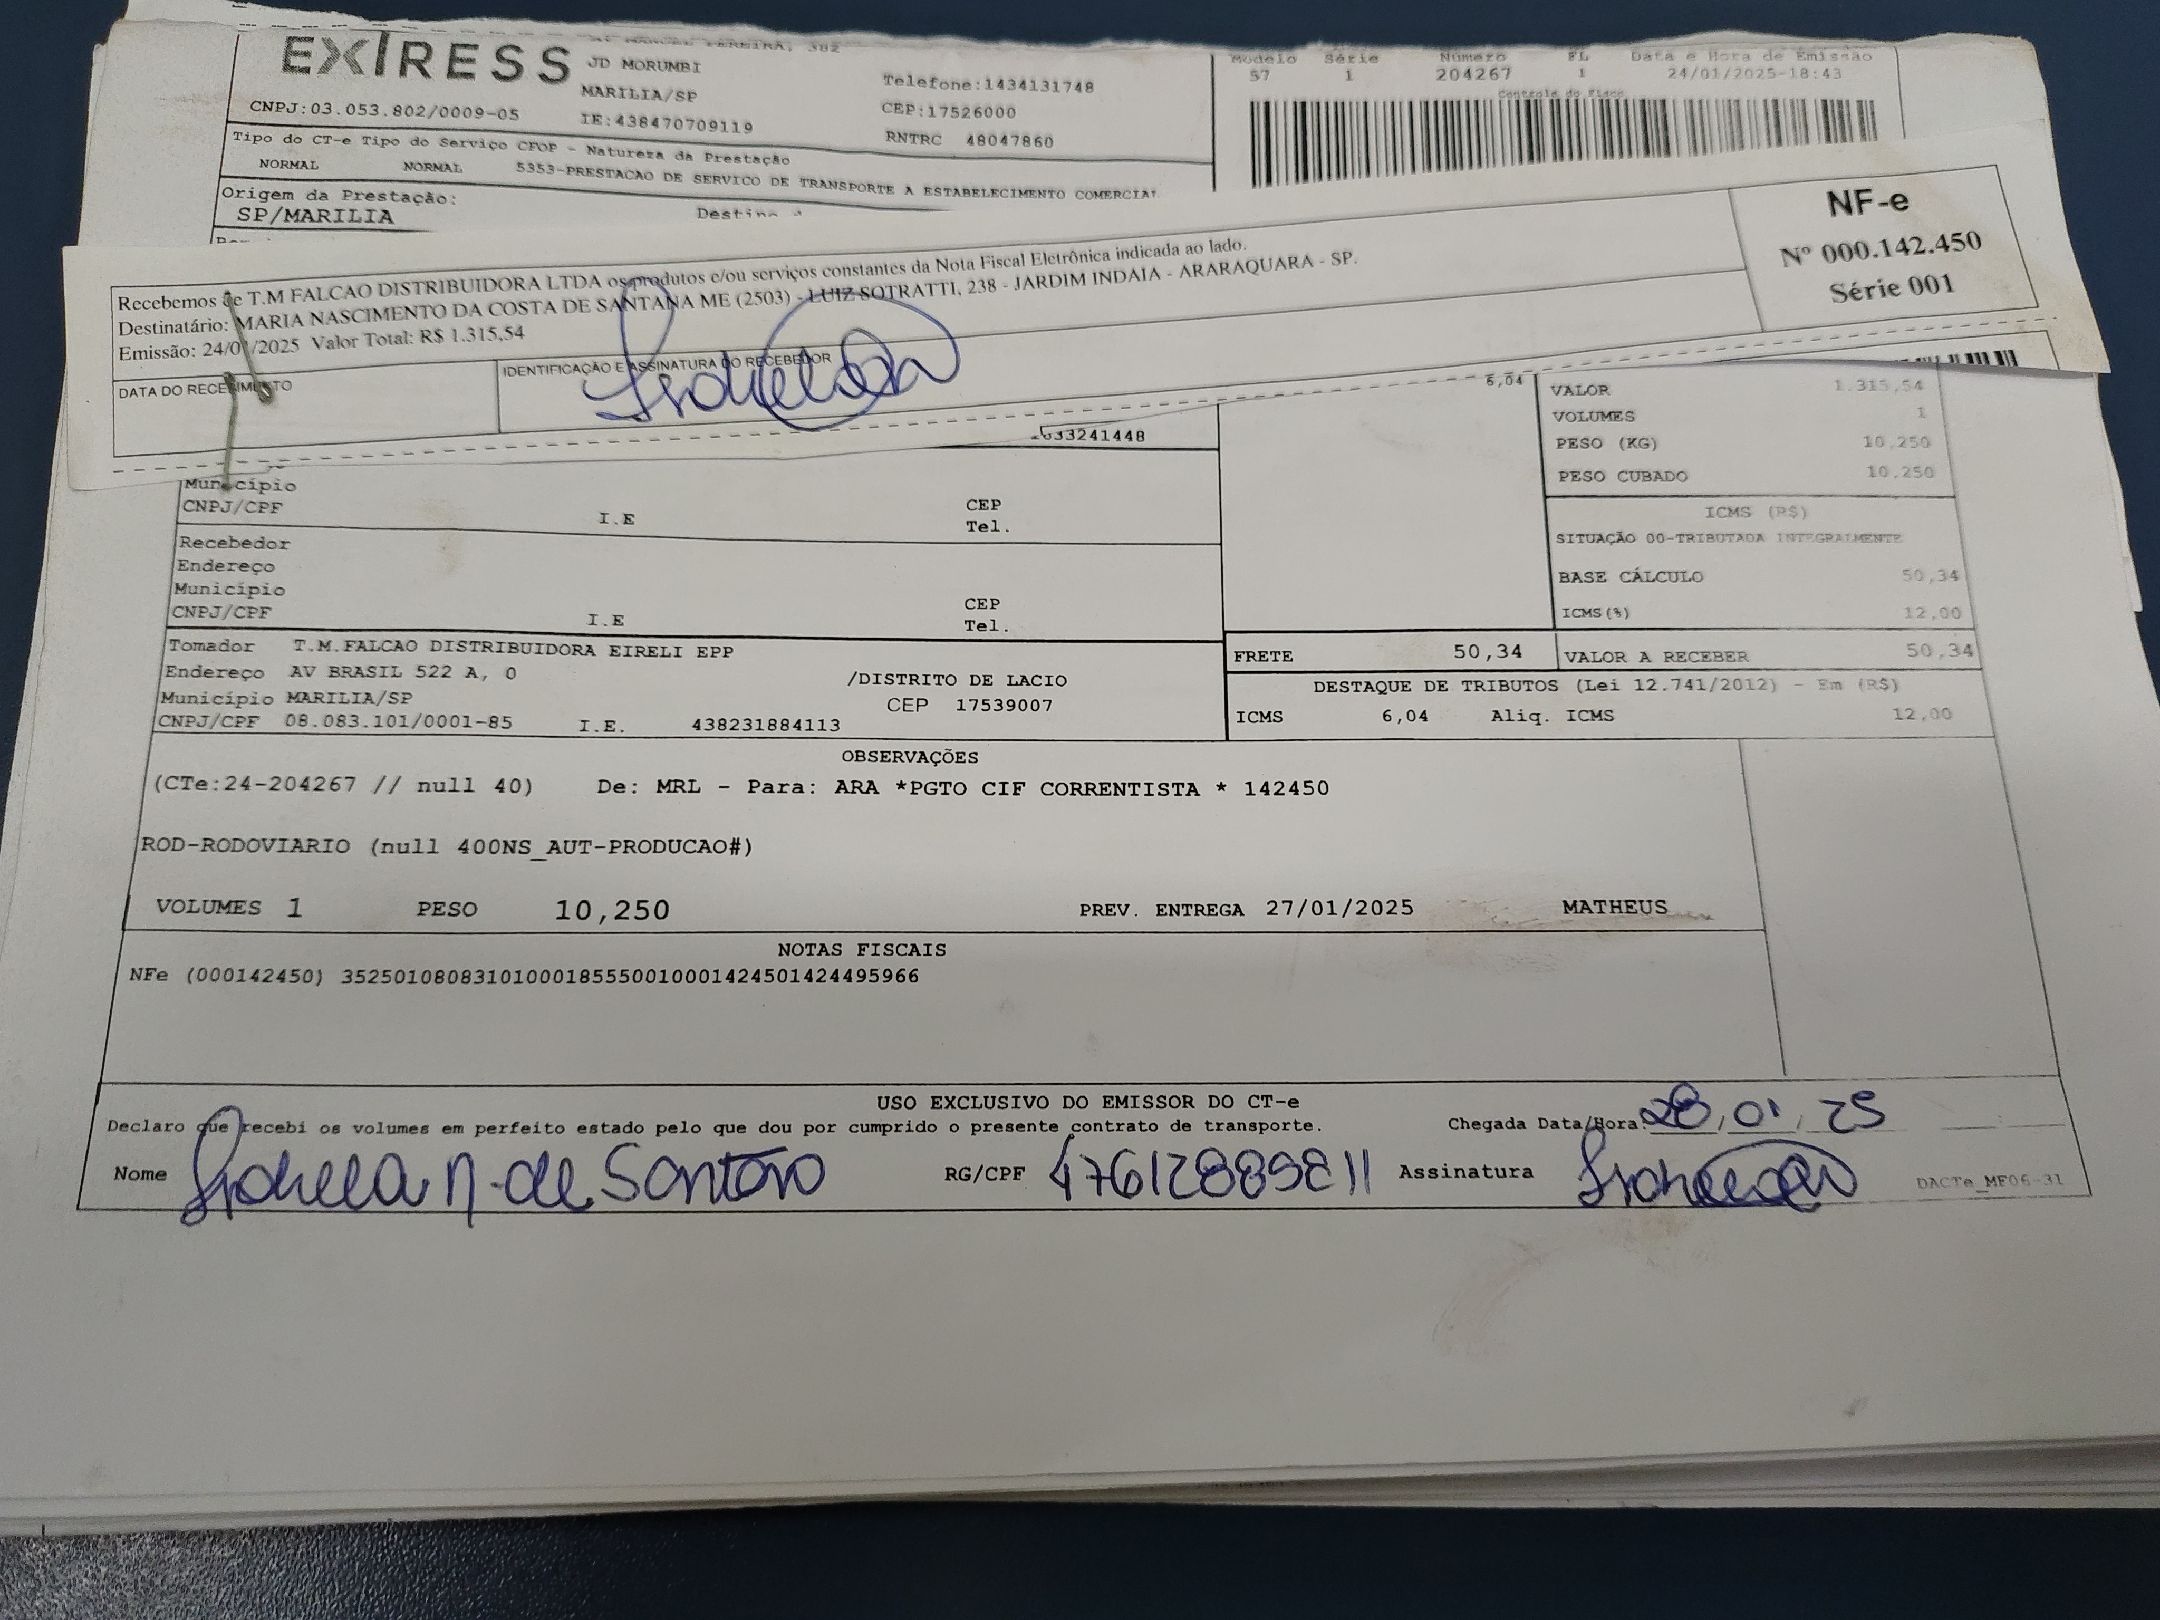 EXPRESS
AV MANOEL PEREIRA, 382
JD MORUMBI
MARILIA/SP
Telefone:1434131748
CNPJ:03.053.802/0009-05
IE:438470709119
CEP:17526000
RNTRC 48047860
Modelo Série Número FL Data e Hora de Emissão
57 1 204267 1 24/01/2025-18:43
Controle do Fisco
Tipo do CT-e Tipo do Serviço CFOP - Natureza da Prestação
NORMAL NORMAL 5353-PRESTACAO DE SERVICO DE TRANSPORTE A ESTABELECIMENTO COMERCIAL
Origem da Prestação:
SP/MARILIA
Destino
Recebemos de T.M FALCAO DISTRIBUIDORA LTDA os produtos e/ou serviços constantes da Nota Fiscal Eletrônica indicada ao lado.
Destinatário: MARIA NASCIMENTO DA COSTA DE SANTANA ME (2503) - LUIZ SOTRATTI, 238 - JARDIM INDAIA - ARARAQUARA - SP.
Emissão: 24/01/2025 Valor Total: R$ 1.315,54
DATA DO RECEBIMENTO
IDENTIFICAÇÃO E ASSINATURA DO RECEBEDOR
NF-e
Nº 000.142.450
Série 001
6,04
VALOR 1.315,54
VOLUMES 1
PESO (KG) 10,250
PESO CUBADO 10.250
ICMS (R$)
SITUAÇÃO 00-TRIBUTADA INTEGRALMENTE
BASE CÁLCULO 50,34
ICMS(%) 12,00
633241448
Município
CNPJ/CPF I.E CEP
Tel.
Recebedor
Endereço
Município
CNPJ/CPF I.E CEP
Tel.
Tomador T.M.FALCAO DISTRIBUIDORA EIRELI EPP
Endereço AV BRASIL 522 A, 0 /DISTRITO DE LACIO
Município MARILIA/SP CEP 17539007
CNPJ/CPF 08.083.101/0001-85 I.E. 438231884113
FRETE 50,34 VALOR A RECEBER 50,34
DESTAQUE DE TRIBUTOS (Lei 12.741/2012) - Em (R$)
ICMS 6,04 Aliq. ICMS 12,00
OBSERVAÇÕES
(CTe:24-204267 // null 40) De: MRL - Para: ARA *PGTO CIF CORRENTISTA * 142450
ROD-RODOVIARIO (null 400NS_AUT-PRODUCAO#)
VOLUMES 1 PESO 10,250 PREV. ENTREGA 27/01/2025 MATHEUS
NOTAS FISCAIS
NFe (000142450) 35250108083101000185550010001424501424495966
USO EXCLUSIVO DO EMISSOR DO CT-e
Declaro que recebi os volumes em perfeito estado pelo que dou por cumprido o presente contrato de transporte. Chegada Data/Hora: 28/01/25
Nome N. de Santana RG/CPF 47612889811 Assinatura
DACTe_MF06-31